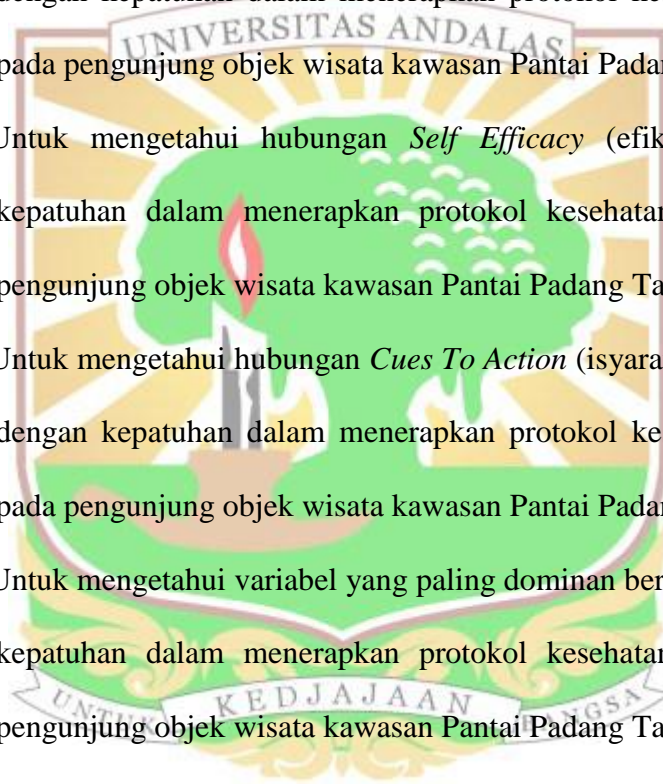 dengan kepatuhan dalam menerapkan protokol
UNIVERSITAS ANDALAS
pada pengunjung objek wisata kawasan Pantai Padan
Untuk mengetahui hubungan Self Efficacy (efik
kepatuhan dalam menerapkan protokol kesehatan
pengunjung objek wisata kawasan Pantai Padang Ta
Untuk mengetahui hubungan Cues To Action (isyara
dengan kepatuhan dalam menerapkan protokol ke
pada pengunjung objek wisata kawasan Pantai Padan
Untuk mengetahui variabel yang paling dominan ber
kepatuhan dalam menerapkan protokol kesehatan
UNTUK KEDJAJAAN BANGSA
pengunjung objek wisata kawasan Pantai Padang Ta